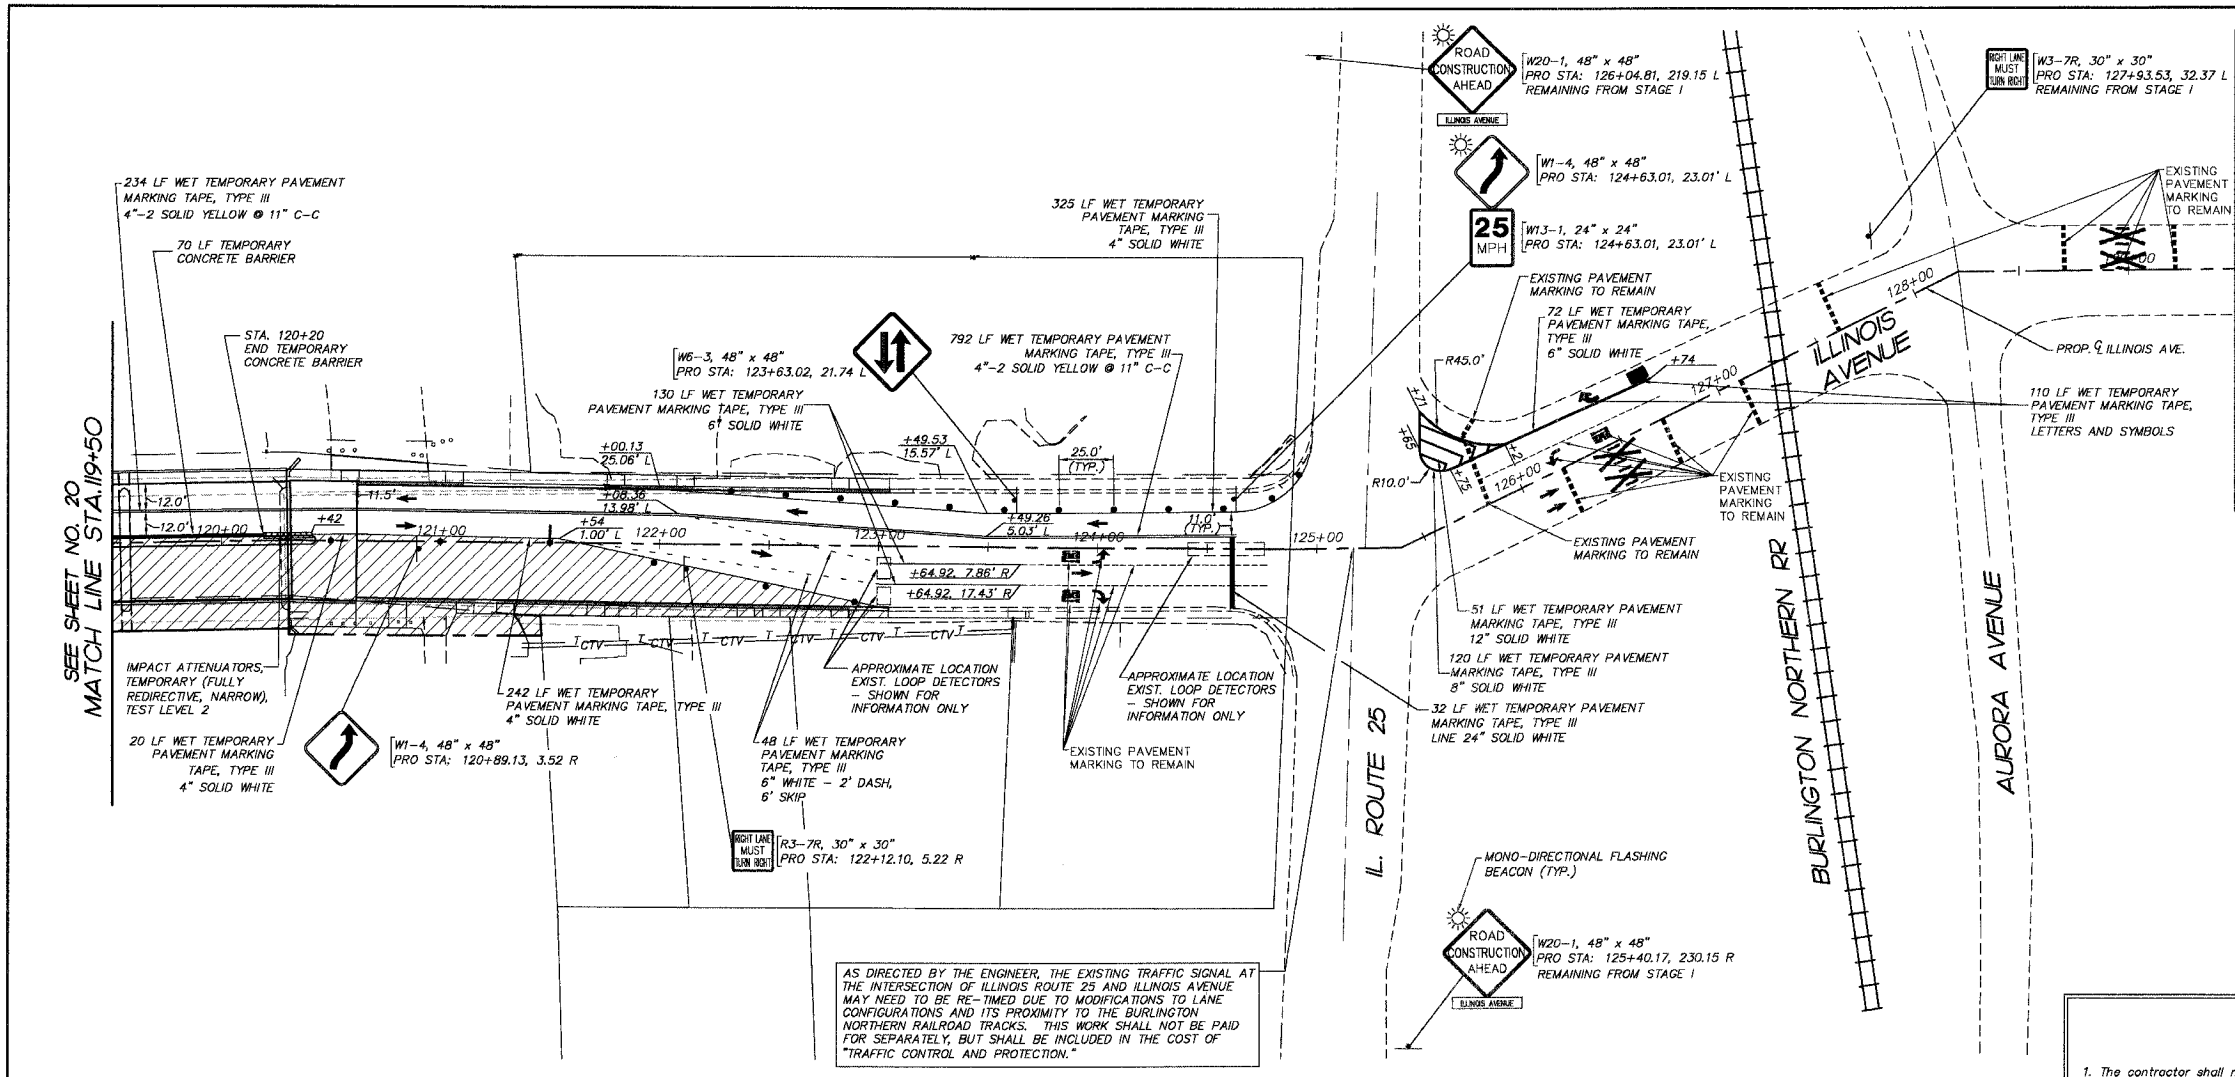 ROAD
CONSTRUCTION
AHEAD
ILLINOIS AVENUE
W20-1, 48" x 48"
PRO STA: 126+04.81, 219.15 L
REMAINING FROM STAGE I
RIGHT LANE
MUST
TURN RIGHT
W3-7R, 30" x 30"
PRO STA: 127+93.53, 32.37 L
REMAINING FROM STAGE I
W1-4, 48" x 48"
PRO STA: 124+63.01, 23.01' L
25
MPH
W13-1, 24" x 24"
PRO STA: 124+63.01, 23.01' L
EXISTING
PAVEMENT
MARKING
TO REMAIN
234 LF WET TEMPORARY PAVEMENT
MARKING TAPE, TYPE III
4"-2 SOLID YELLOW @ 11" C-C
70 LF TEMPORARY
CONCRETE BARRIER
STA. 120+20
END TEMPORARY
CONCRETE BARRIER
325 LF WET TEMPORARY
PAVEMENT MARKING
TAPE, TYPE III
4" SOLID WHITE
W6-3, 48" x 48"
PRO STA: 123+63.02, 21.74 L
130 LF WET TEMPORARY
PAVEMENT MARKING TAPE, TYPE III
6" SOLID WHITE
792 LF WET TEMPORARY PAVEMENT
MARKING TAPE, TYPE III
4"-2 SOLID YELLOW @ 11" C-C
EXISTING PAVEMENT
MARKING TO REMAIN
72 LF WET TEMPORARY
PAVEMENT MARKING TAPE,
TYPE III
6" SOLID WHITE
R45.0'
+74
+71
+65
+75
R10.0'
126+00
127+00
128+00
ILLINOIS
AVENUE
PROP. ℄ ILLINOIS AVE.
110 LF WET TEMPORARY
PAVEMENT MARKING TAPE,
TYPE III
LETTERS AND SYMBOLS
EXISTING
PAVEMENT
MARKING
TO REMAIN
EXISTING PAVEMENT
MARKING TO REMAIN
SEE SHEET NO. 20
MATCH LINE STA. 119+50
12.0'
12.0'
120+00
11.5'
+42
121+00
+00.13
25.06' L
+08.36
13.98' L
+54
1.00' L
122+00
+49.53
15.57' L
25.0'
(TYP.)
+49.26
5.03' L
123+00
124+00
11.0'
(TYP.)
125+00
+64.92, 7.86' R
+64.92, 17.43' R
T CTV T CTV T CTV T CTV T
IMPACT ATTENUATORS,
TEMPORARY (FULLY
REDIRECTIVE, NARROW),
TEST LEVEL 2
20 LF WET TEMPORARY
PAVEMENT MARKING
TAPE, TYPE III
4" SOLID WHITE
W1-4, 48" x 48"
PRO STA: 120+89.13, 3.52 R
242 LF WET TEMPORARY
PAVEMENT MARKING TAPE, TYPE III
4" SOLID WHITE
48 LF WET TEMPORARY
PAVEMENT MARKING
TAPE, TYPE III
6" WHITE - 2' DASH,
6' SKIP
RIGHT LANE
MUST
TURN RIGHT
R3-7R, 30" x 30"
PRO STA: 122+12.10, 5.22 R
APPROXIMATE LOCATION
EXIST. LOOP DETECTORS
- SHOWN FOR
INFORMATION ONLY
EXISTING PAVEMENT
MARKING TO REMAIN
APPROXIMATE LOCATION
EXIST. LOOP DETECTORS
- SHOWN FOR
INFORMATION ONLY
51 LF WET TEMPORARY PAVEMENT
MARKING TAPE, TYPE III
12" SOLID WHITE
120 LF WET TEMPORARY PAVEMENT
MARKING TAPE, TYPE III
8" SOLID WHITE
32 LF WET TEMPORARY PAVEMENT
MARKING TAPE, TYPE III
LINE 24" SOLID WHITE
IL. ROUTE 25
BURLINGTON NORTHERN RR
AURORA AVENUE
MONO-DIRECTIONAL FLASHING
BEACON (TYP.)
ROAD
CONSTRUCTION
AHEAD
ILLINOIS AVENUE
W20-1, 48" x 48"
PRO STA: 125+40.17, 230.15 R
REMAINING FROM STAGE I
AS DIRECTED BY THE ENGINEER, THE EXISTING TRAFFIC SIGNAL AT
THE INTERSECTION OF ILLINOIS ROUTE 25 AND ILLINOIS AVENUE
MAY NEED TO BE RE-TIMED DUE TO MODIFICATIONS TO LANE
CONFIGURATIONS AND ITS PROXIMITY TO THE BURLINGTON
NORTHERN RAILROAD TRACKS. THIS WORK SHALL NOT BE PAID
FOR SEPARATELY, BUT SHALL BE INCLUDED IN THE COST OF
"TRAFFIC CONTROL AND PROTECTION."
1. The contractor shall